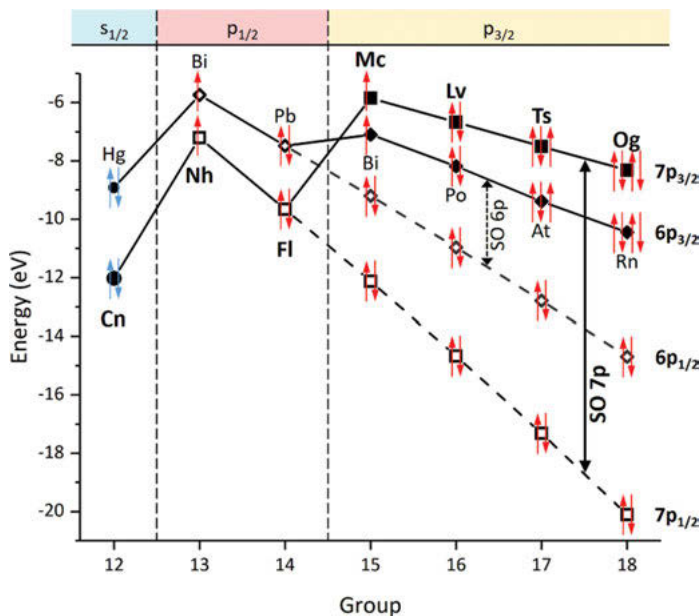 s1/2 p1/2 p3/2
Bi
Mc
Pb
Lv
Ts
Og
Hg
7p3/2
Nh
Bi
Po
At
Rn
6p3/2
SO 6p
Fl
Cn
6p1/2
SO 7p
7p1/2
-6
-8
-10
-12
-14
-16
-18
-20
Energy (eV)
12 13 14 15 16 17 18
Group